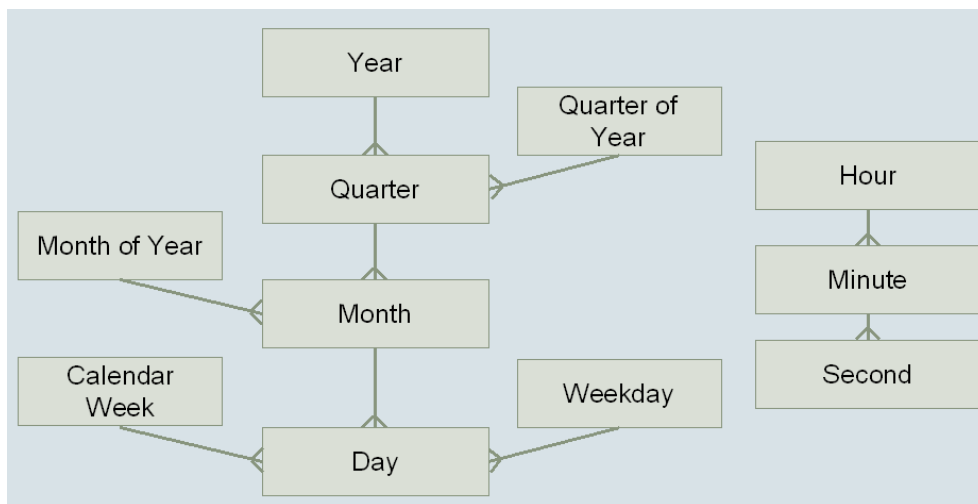 Year
Quarter of
Year
Quarter
Hour
Month of Year
Minute
Month
Calendar
Week
Weekday
Second
Day